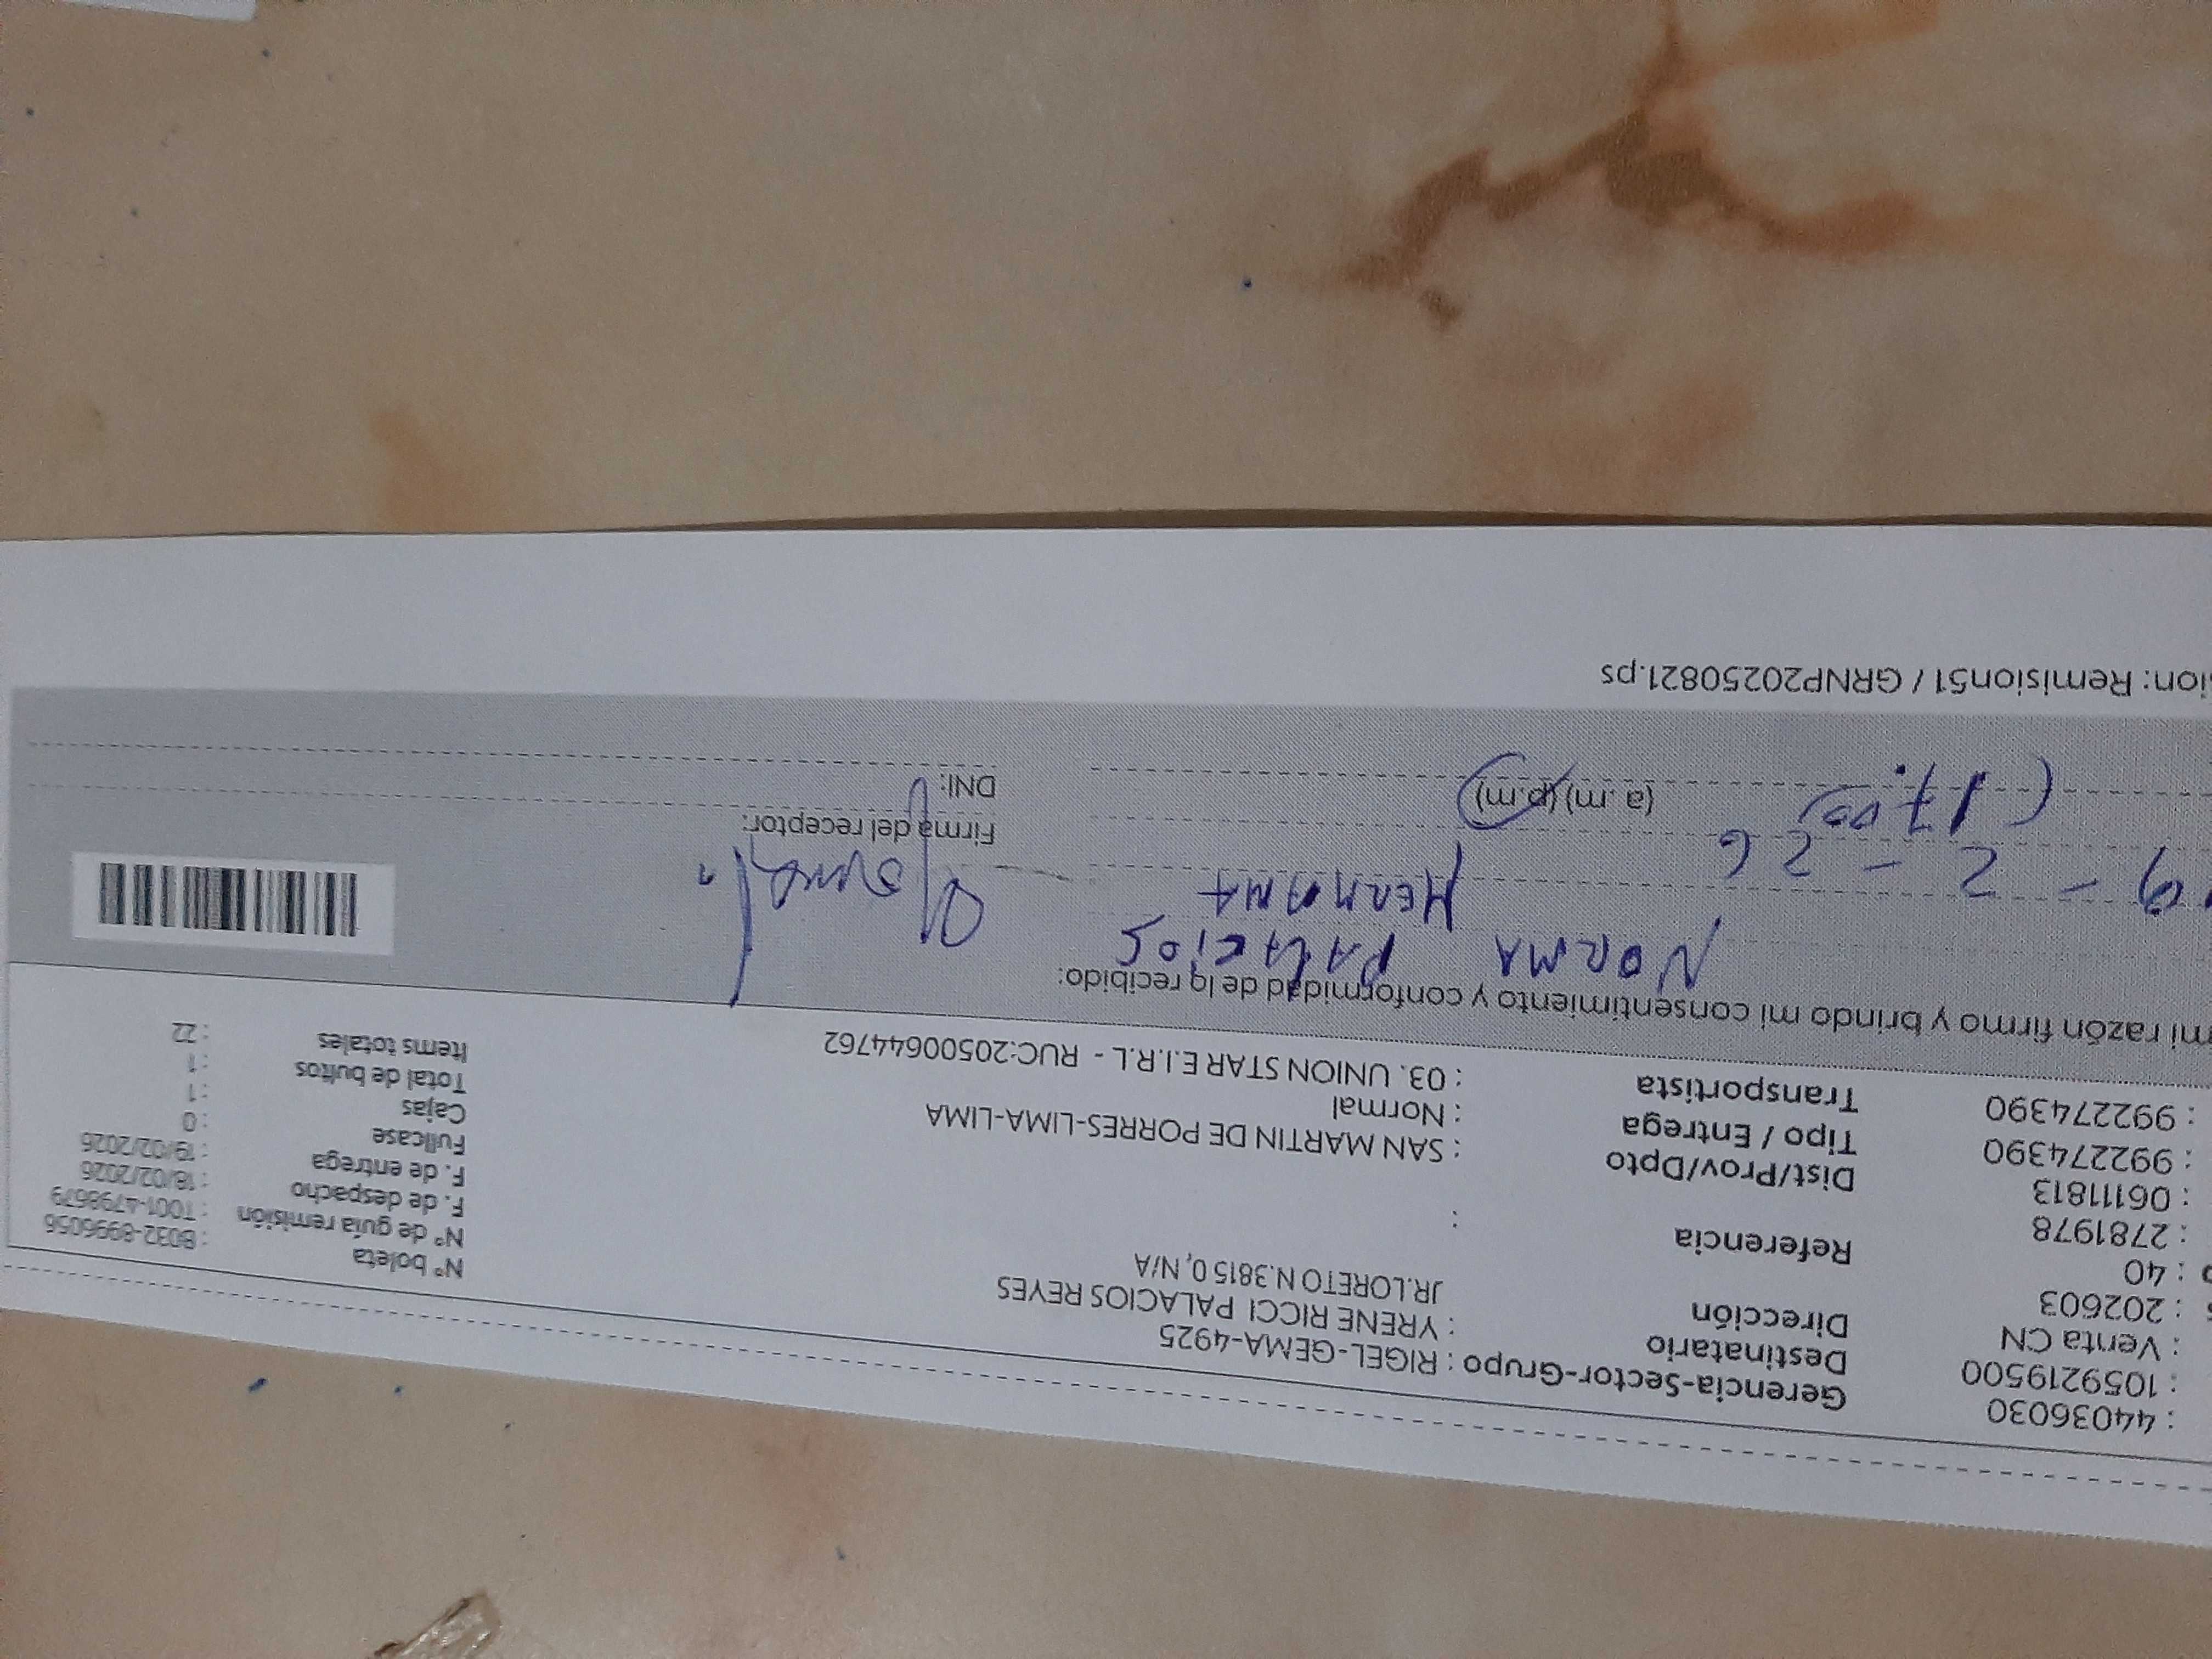 : 44036030
: 1059219500
: Venta CN
: 202603
: 40
: 2781978
: 06111813
: 992274390
: 992274390
Gerencia-Sector-Grupo : RIGEL-GEMA-4925
Destinatario : YRENE RICCI PALACIOS REYES
Dirección JR.LORETO N.3815 0, N/A
Referencia :
Dist/Prov/Dpto : SAN MARTIN DE PORRES-LIMA-LIMA
Tipo / Entrega : Normal
Transportista : 03. UNION STAR E.I.R.L - RUC:20500644762
N° boleta : B032-8996056
N° de guía remisión : T001-4798679
F. de despacho : 18/02/2026
F. de entrega : 19/02/2026
Fullcase : 0
Cajas : 1
Total de bultos : 1
Items totales : 22
mi razón firmo y brindo mi consentimiento y conformidad de lo recibido:
NORMA PALACIOS
HERMANA
9 - 2 - 26
(17:00 (a.m) (p.m)
Firma del receptor:
DNI:
ion: Remision51 / GRNP20250821.ps